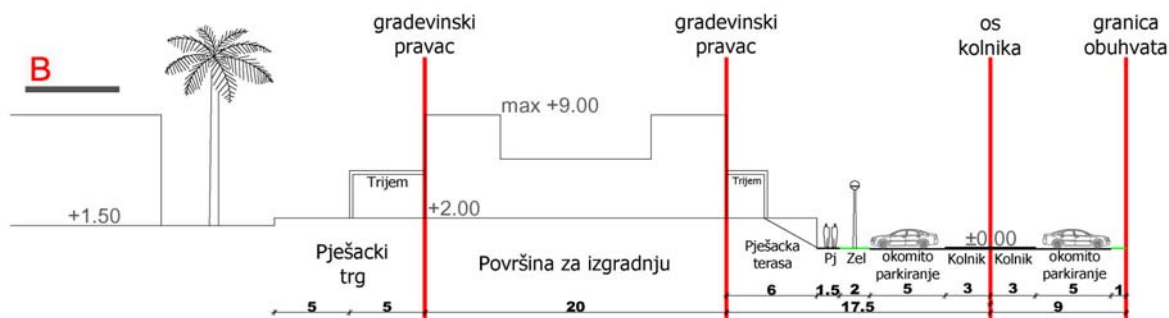 građevinski
pravac
građevinski
pravac
os
kolnika
granica
obuhvata
B
max +9.00
Trijem
Trijem
+1.50
+2.00
±0.00
Pješacki
trg
Površina za izgradnju
Pješacka
terasa
Pj
Zel
okomito
parkiranje
Kolnik
Kolnik
okomito
parkiranje
5 5 20 6 1.5 2 5 3 3 5 1
17.5 9